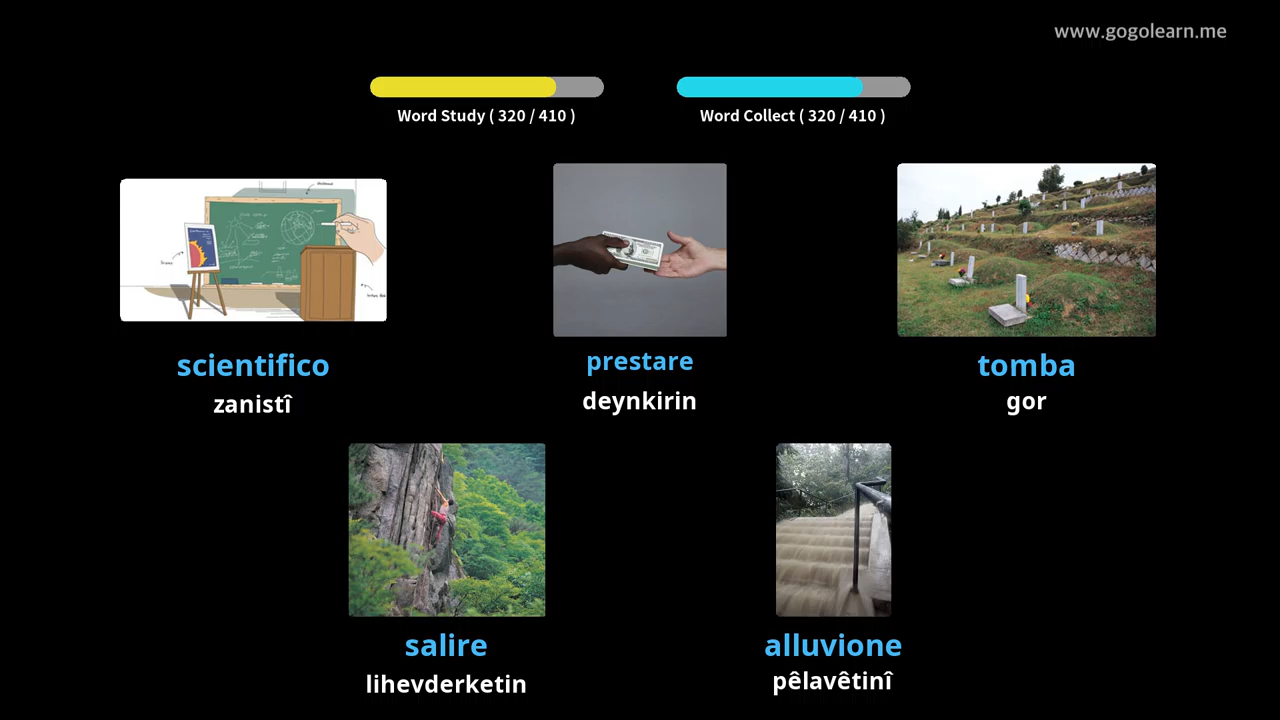 www.gogolearn.me
Word Study ( 320 / 410 )
Word Collect ( 320 / 410 )
scientifico
zanistî
prestare
deynkirin
tomba
gor
salire
lihevderketin
alluvione
pêlavêtinî